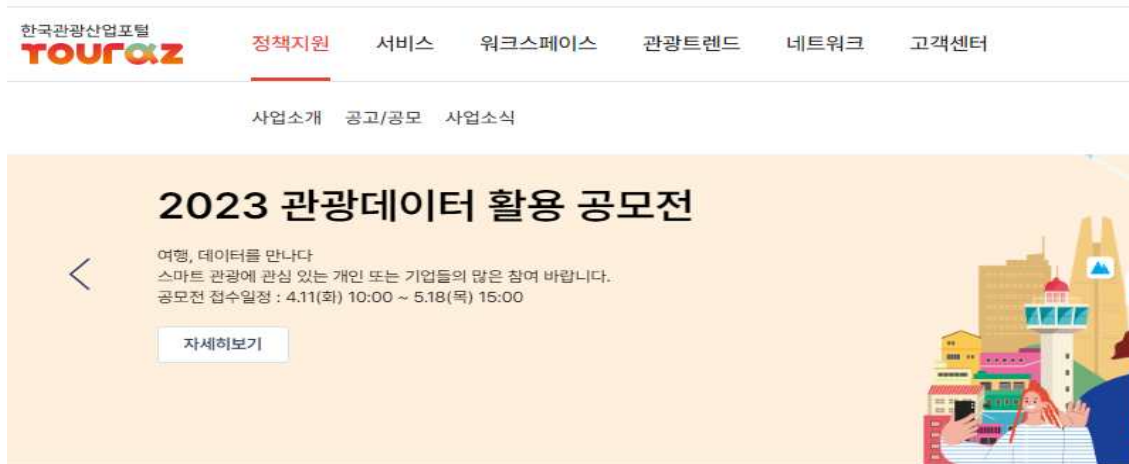 한국관광산업포털
TOURAZ
정책지원 서비스 워크스페이스 관광트렌드 네트워크 고객센터
사업소개 공고/공모 사업소식
2023 관광데이터 활용 공모전
여행, 데이터를 만나다
스마트 관광에 관심 있는 개인 또는 기업들의 많은 참여 바랍니다.
공모전 접수일정 : 4.11(화) 10:00 ~ 5.18(목) 15:00
자세히보기